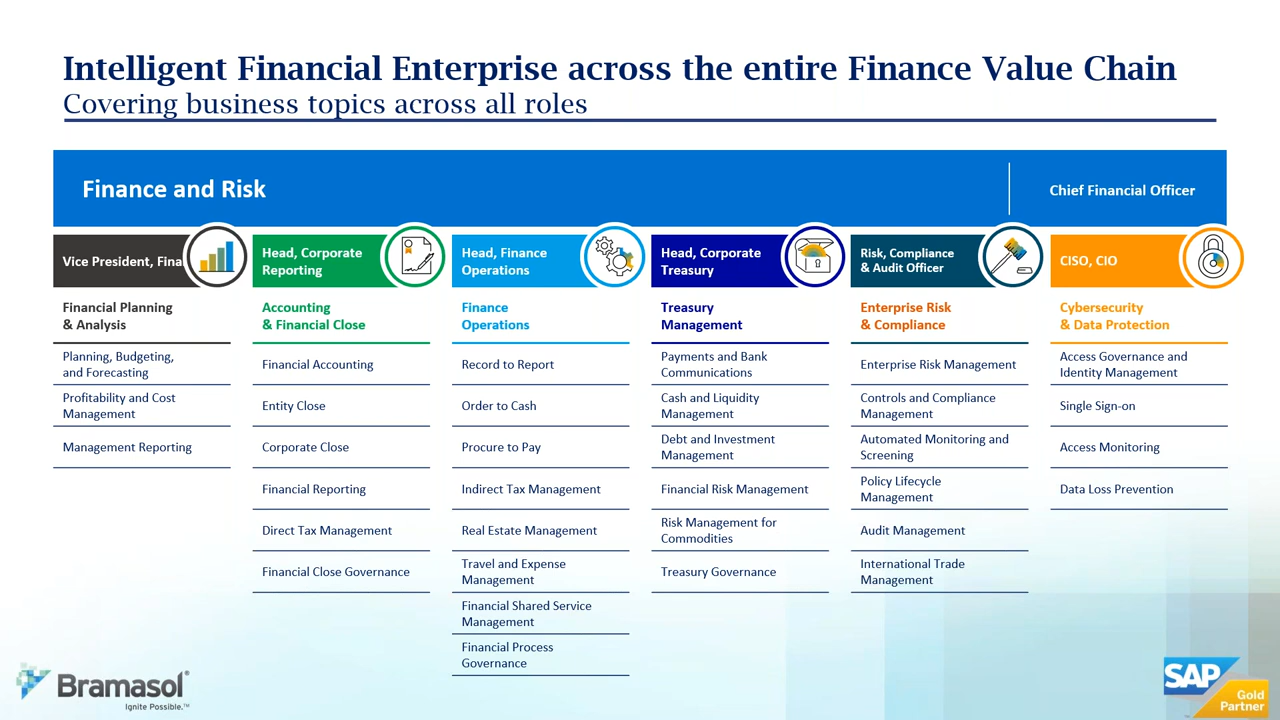 Intelligent Financial Enterprise across the entire Finance Value Chain
Covering business topics across all roles
Finance and Risk
Chief Financial Officer
Vice President, Fina
Financial Planning
& Analysis
Planning, Budgeting,
and Forecasting
Profitability and Cost
Management
Management Reporting
Head, Corporate
Reporting
Accounting
& Financial Close
Financial Accounting
Entity Close
Corporate Close
Financial Reporting
Direct Tax Management
Financial Close Governance
Head, Finance
Operations
Finance
Operations
Record to Report
Order to Cash
Procure to Pay
Indirect Tax Management
Real Estate Management
Travel and Expense
Management
Financial Shared Service
Management
Financial Process
Governance
Head, Corporate
Treasury
Treasury
Management
Payments and Bank
Communications
Cash and Liquidity
Management
Debt and Investment
Management
Financial Risk Management
Risk Management for
Commodities
Treasury Governance
Risk, Compliance
& Audit Officer
Enterprise Risk
& Compliance
Enterprise Risk Management
Controls and Compliance
Management
Automated Monitoring and
Screening
Policy Lifecycle
Management
Audit Management
International Trade
Management
CISO, CIO
Cybersecurity
& Data Protection
Access Governance and
Identity Management
Single Sign-on
Access Monitoring
Data Loss Prevention
Bramasol®
Ignite Possible.™
SAP
Gold
Partner